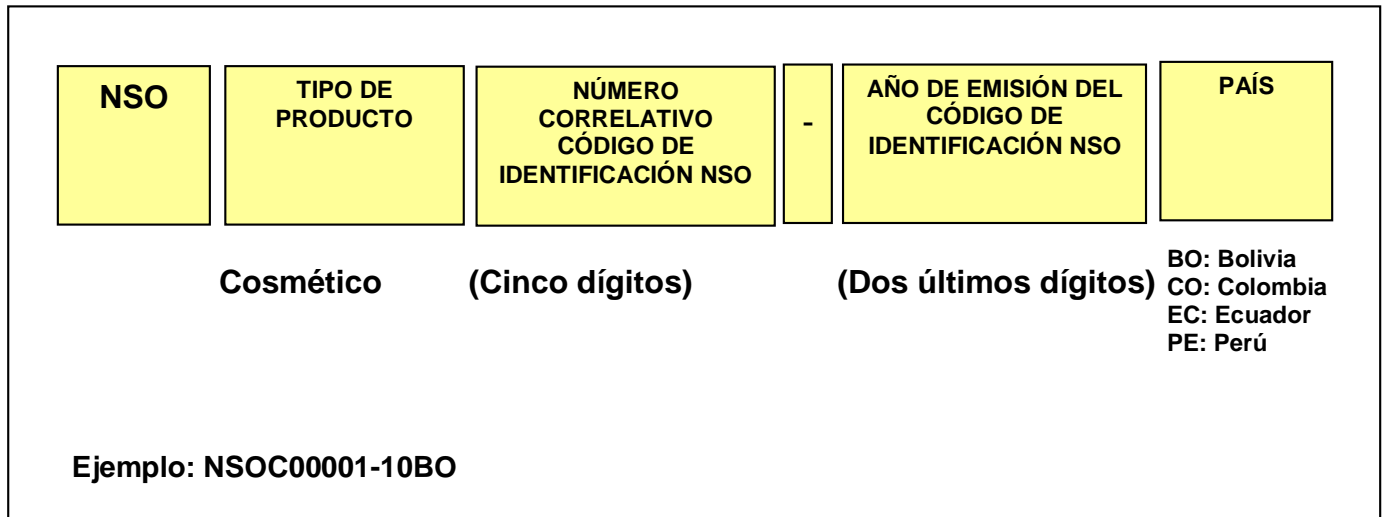 NSO
TIPO DE
PRODUCTO
NÚMERO
CORRELATIVO
CÓDIGO DE
IDENTIFICACIÓN NSO
-
AÑO DE EMISIÓN DEL
CÓDIGO DE
IDENTIFICACIÓN NSO
PAÍS
Cosmético
(Cinco dígitos)
(Dos últimos dígitos)
BO: Bolivia
CO: Colombia
EC: Ecuador
PE: Perú
Ejemplo: NSOC00001-10BO